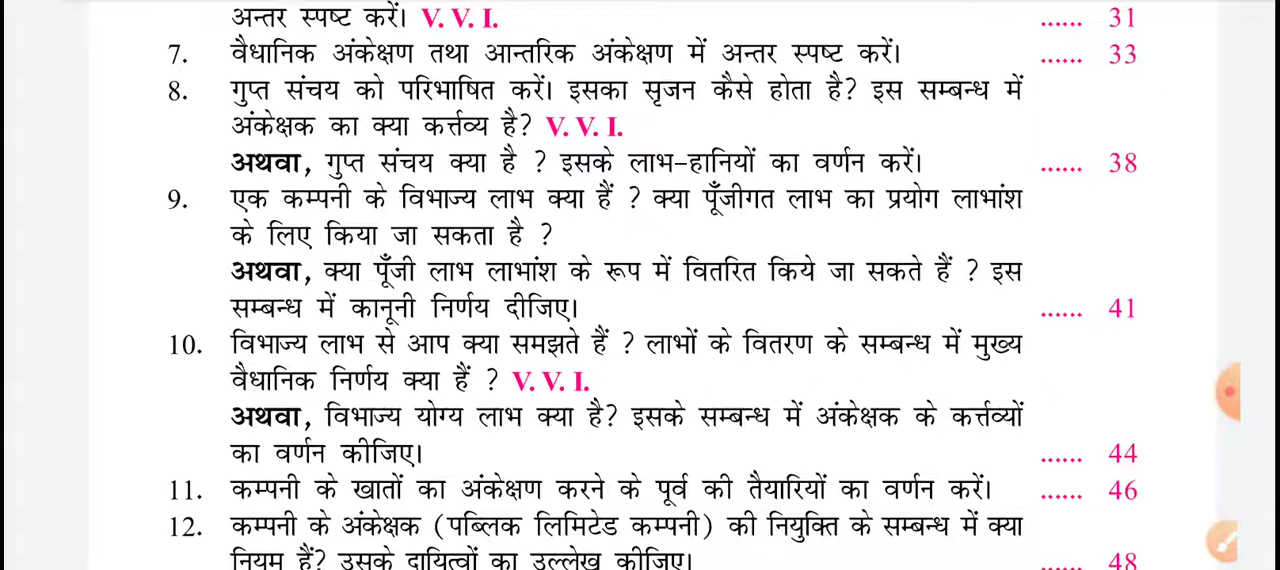 अन्तर स्पष्ट करें। V. V. I. ...... 31
7. वैधानिक अंकेक्षण तथा आन्तरिक अंकेक्षण में अन्तर स्पष्ट करें। ...... 33
8. गुप्त संचय को परिभाषित करें। इसका सृजन कैसे होता है? इस सम्बन्ध में
अंकेक्षक का क्या कर्त्तव्य है? V. V. I.
अथवा, गुप्त संचय क्या है ? इसके लाभ-हानियों का वर्णन करें। ...... 38
9. एक कम्पनी के विभाज्य लाभ क्या हैं ? क्या पूँजीगत लाभ का प्रयोग लाभांश
के लिए किया जा सकता है ?
अथवा, क्या पूँजी लाभ लाभांश के रूप में वितरित किये जा सकते हैं ? इस
सम्बन्ध में कानूनी निर्णय दीजिए। ...... 41
10. विभाज्य लाभ से आप क्या समझते हैं ? लाभों के वितरण के सम्बन्ध में मुख्य
वैधानिक निर्णय क्या हैं ? V. V. I.
अथवा, विभाज्य योग्य लाभ क्या है? इसके सम्बन्ध में अंकेक्षक के कर्त्तव्यों
का वर्णन कीजिए। ...... 44
11. कम्पनी के खातों का अंकेक्षण करने के पूर्व की तैयारियों का वर्णन करें। ...... 46
12. कम्पनी के अंकेक्षक (पब्लिक लिमिटेड कम्पनी) की नियुक्ति के सम्बन्ध में क्या
नियम हैं? उसके दायित्वों का उल्लेख कीजिए। ...... 48